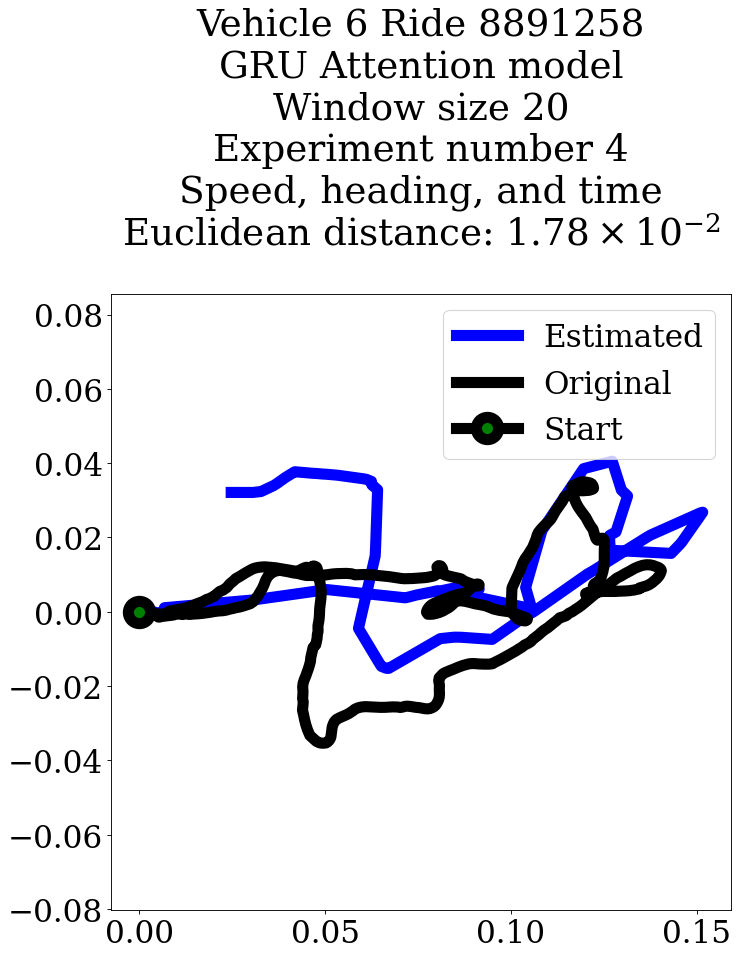 Vehicle 6 Ride 8891258
GRU Attention model
Window size 20
Experiment number 4
Speed, heading, and time
Euclidean distance: 1.78 × 10⁻²
Estimated
Original
Start
0.08
0.06
0.04
0.02
0.00
−0.02
−0.04
−0.06
−0.08
0.00 0.05 0.10 0.15